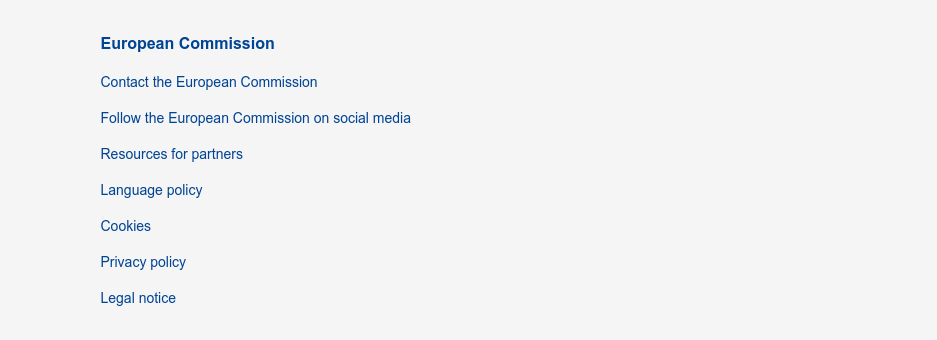 European Commission
Contact the European Commission
Follow the European Commission on social media
Resources for partners
Language policy
Cookies
Privacy policy
Legal notice